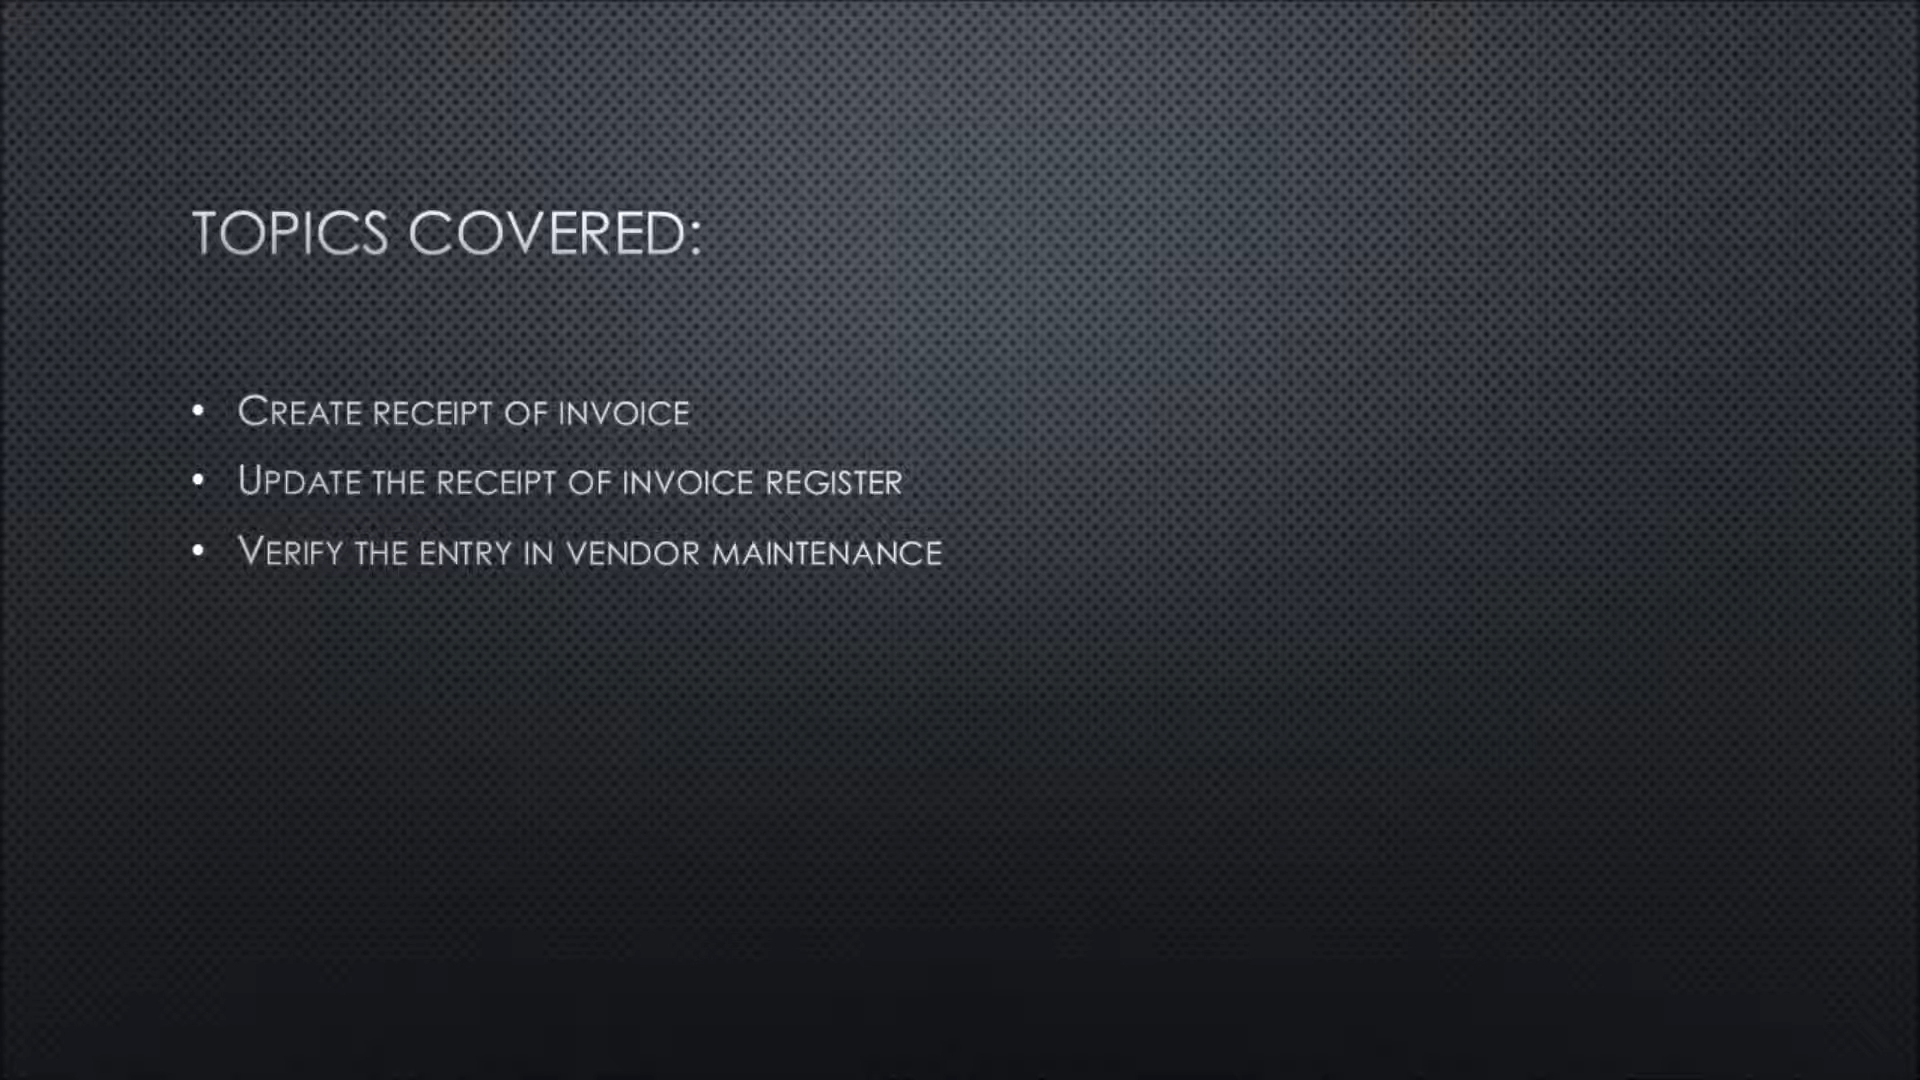 TOPICS COVERED:
• CREATE RECEIPT OF INVOICE
• UPDATE THE RECEIPT OF INVOICE REGISTER
• VERIFY THE ENTRY IN VENDOR MAINTENANCE